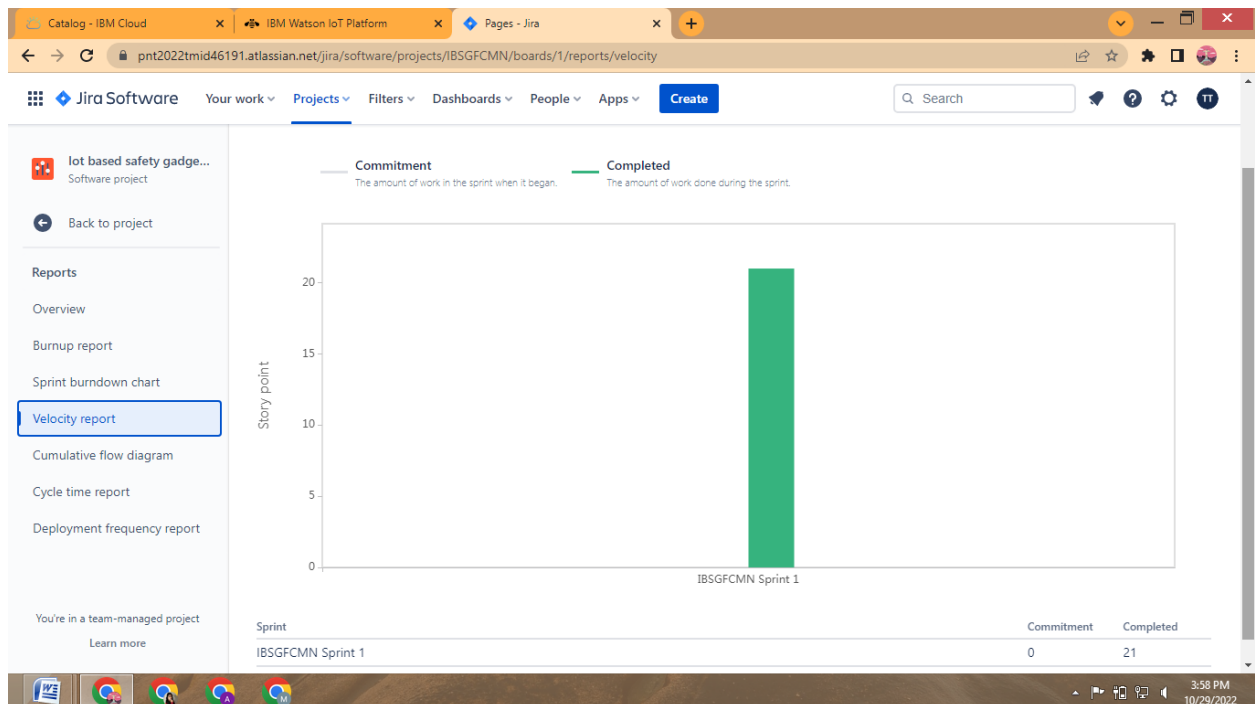 Catalog - IBM Cloud
IBM Watson IoT Platform
Pages - Jira
pnt2022tmid46191.atlassian.net/jira/software/projects/IBSGFCMN/boards/1/reports/velocity
Jira Software Your work Projects Filters Dashboards People Apps Create Search TT
Iot based safety gadge...
Software project
Back to project
Reports
Overview
Burnup report
Sprint burndown chart
Velocity report
Cumulative flow diagram
Cycle time report
Deployment frequency report
You're in a team-managed project
Learn more
Commitment
The amount of work in the sprint when it began.
Completed
The amount of work done during the sprint.
Story point
20
15
10
5
0
IBSGFCMN Sprint 1
Sprint Commitment Completed
IBSGFCMN Sprint 1 0 21
A
M
3:58 PM
10/29/2022